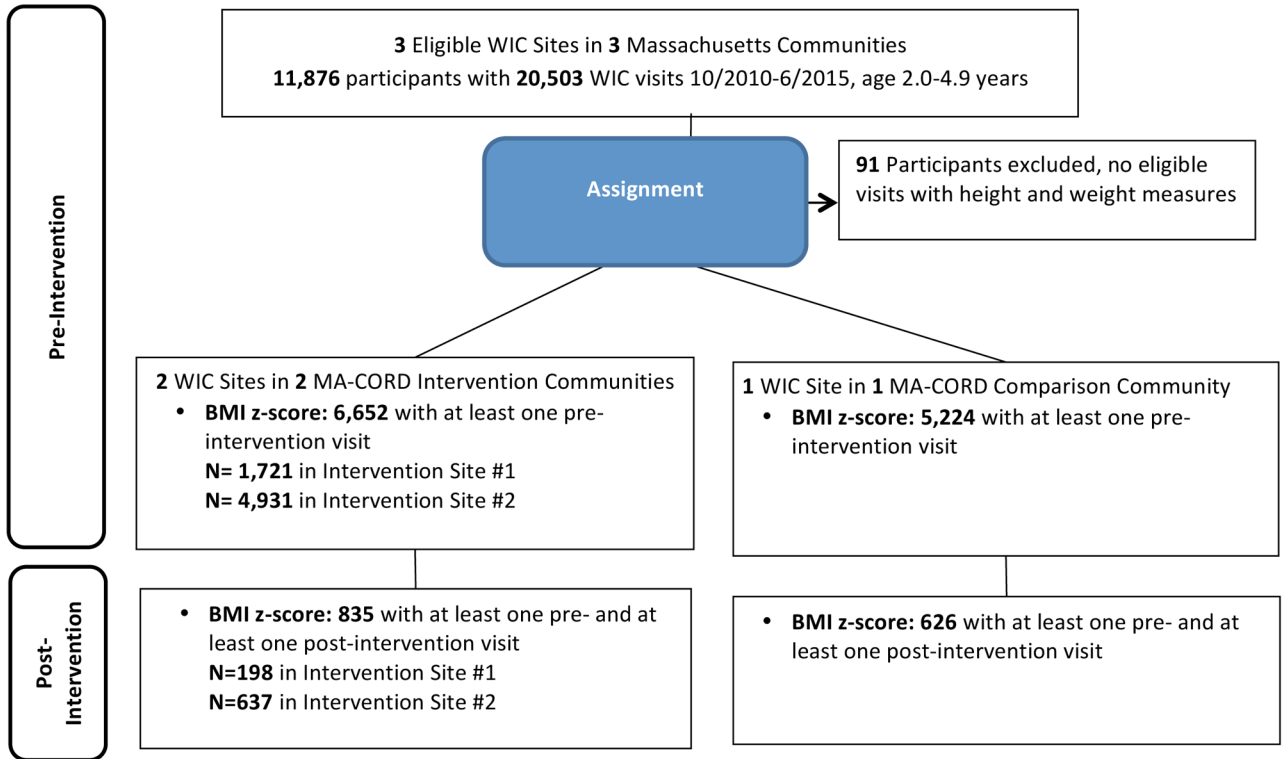 Pre-Intervention
3 Eligible WIC Sites in 3 Massachusetts Communities
11,876 participants with 20,503 WIC visits 10/2010-6/2015, age 2.0-4.9 years
Assignment
91 Participants excluded, no eligible
visits with height and weight measures
2 WIC Sites in 2 MA-CORD Intervention Communities
• BMI z-score: 6,652 with at least one pre-
intervention visit
N= 1,721 in Intervention Site #1
N= 4,931 in Intervention Site #2
1 WIC Site in 1 MA-CORD Comparison Community
• BMI z-score: 5,224 with at least one pre-
intervention visit
Post-
Intervention
• BMI z-score: 835 with at least one pre- and at
least one post-intervention visit
N=198 in Intervention Site #1
N=637 in Intervention Site #2
• BMI z-score: 626 with at least one pre- and at
least one post-intervention visit